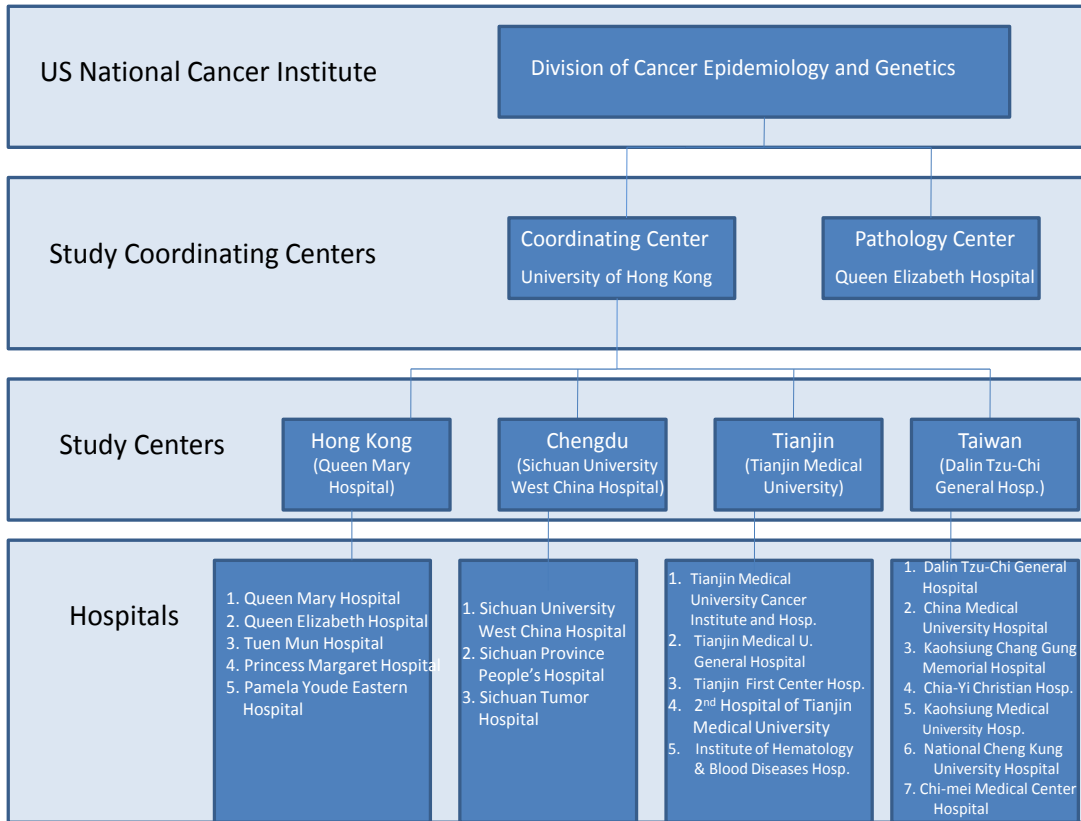 US National Cancer Institute
Division of Cancer Epidemiology and Genetics
Study Coordinating Centers
Coordinating Center
University of Hong Kong
Pathology Center
Queen Elizabeth Hospital
Study Centers
Hong Kong
(Queen Mary
Hospital)
Chengdu
(Sichuan University
West China Hospital)
Tianjin
(Tianjin Medical
University)
Taiwan
(Dalin Tzu-Chi
General Hosp.)
Hospitals
1. Queen Mary Hospital
2. Queen Elizabeth Hospital
3. Tuen Mun Hospital
4. Princess Margaret Hospital
5. Pamela Youde Eastern
Hospital
1. Sichuan University
West China Hospital
2. Sichuan Province
People's Hospital
3. Sichuan Tumor
Hospital
1. Tianjin Medical
University Cancer
Institute and Hosp.
2. Tianjin Medical U.
General Hospital
3. Tianjin First Center Hosp.
4. 2nd Hospital of Tianjin
Medical University
5. Institute of Hematology
& Blood Diseases Hosp.
1. Dalin Tzu-Chi General
Hospital
2. China Medical
University Hospital
3. Kaohsiung Chang Gung
Memorial Hospital
4. Chia-Yi Christian Hosp.
5. Kaohsiung Medical
University Hosp.
6. National Cheng Kung
University Hospital
7. Chi-mei Medical Center
Hospital